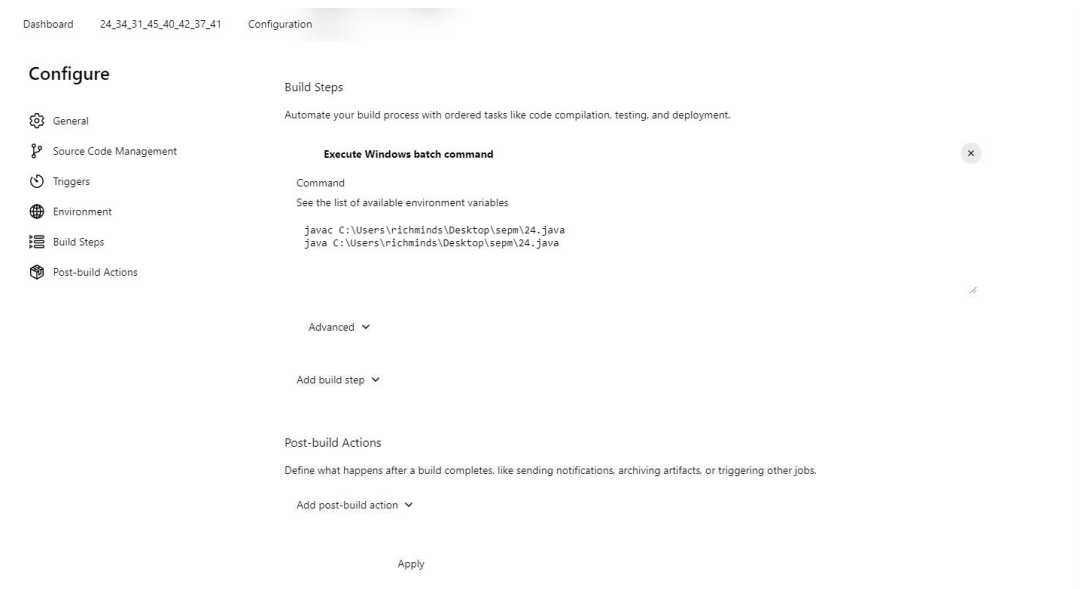 Dashboard 24_34_31_45_40_42_37_41 Configuration
Configure
General
Source Code Management
Triggers
Environment
Build Steps
Post-build Actions
Build Steps
Automate your build process with ordered tasks like code compilation, testing, and deployment.
Execute Windows batch command
Command
See the list of available environment variables
javac C:\Users\richminds\Desktop\sepm\24.java
java C:\Users\richminds\Desktop\sepm\24.java
Advanced
Add build step
Post-build Actions
Define what happens after a build completes, like sending notifications, archiving artifacts, or triggering other jobs.
Add post-build action
Apply